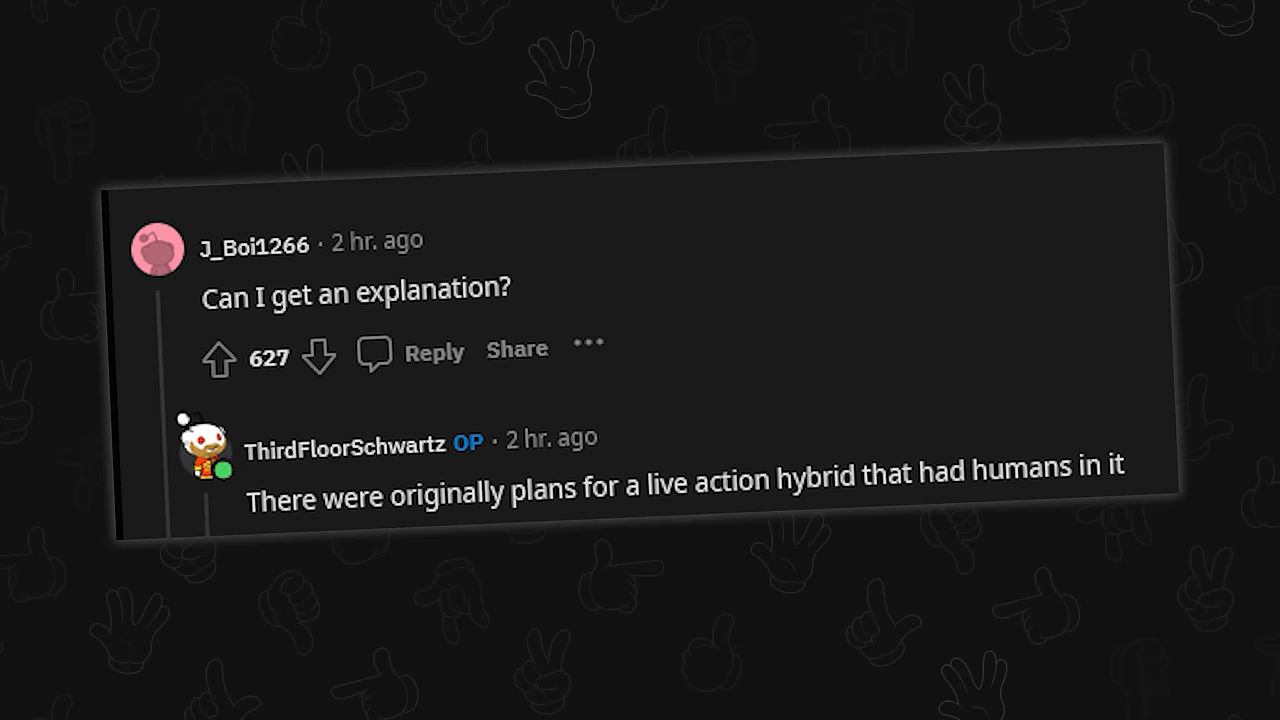 J_Boi1266 · 2 hr. ago
Can I get an explanation?
627 Reply Share ···
ThirdFloorSchwartz OP · 2 hr. ago
There were originally plans for a live action hybrid that had humans in it